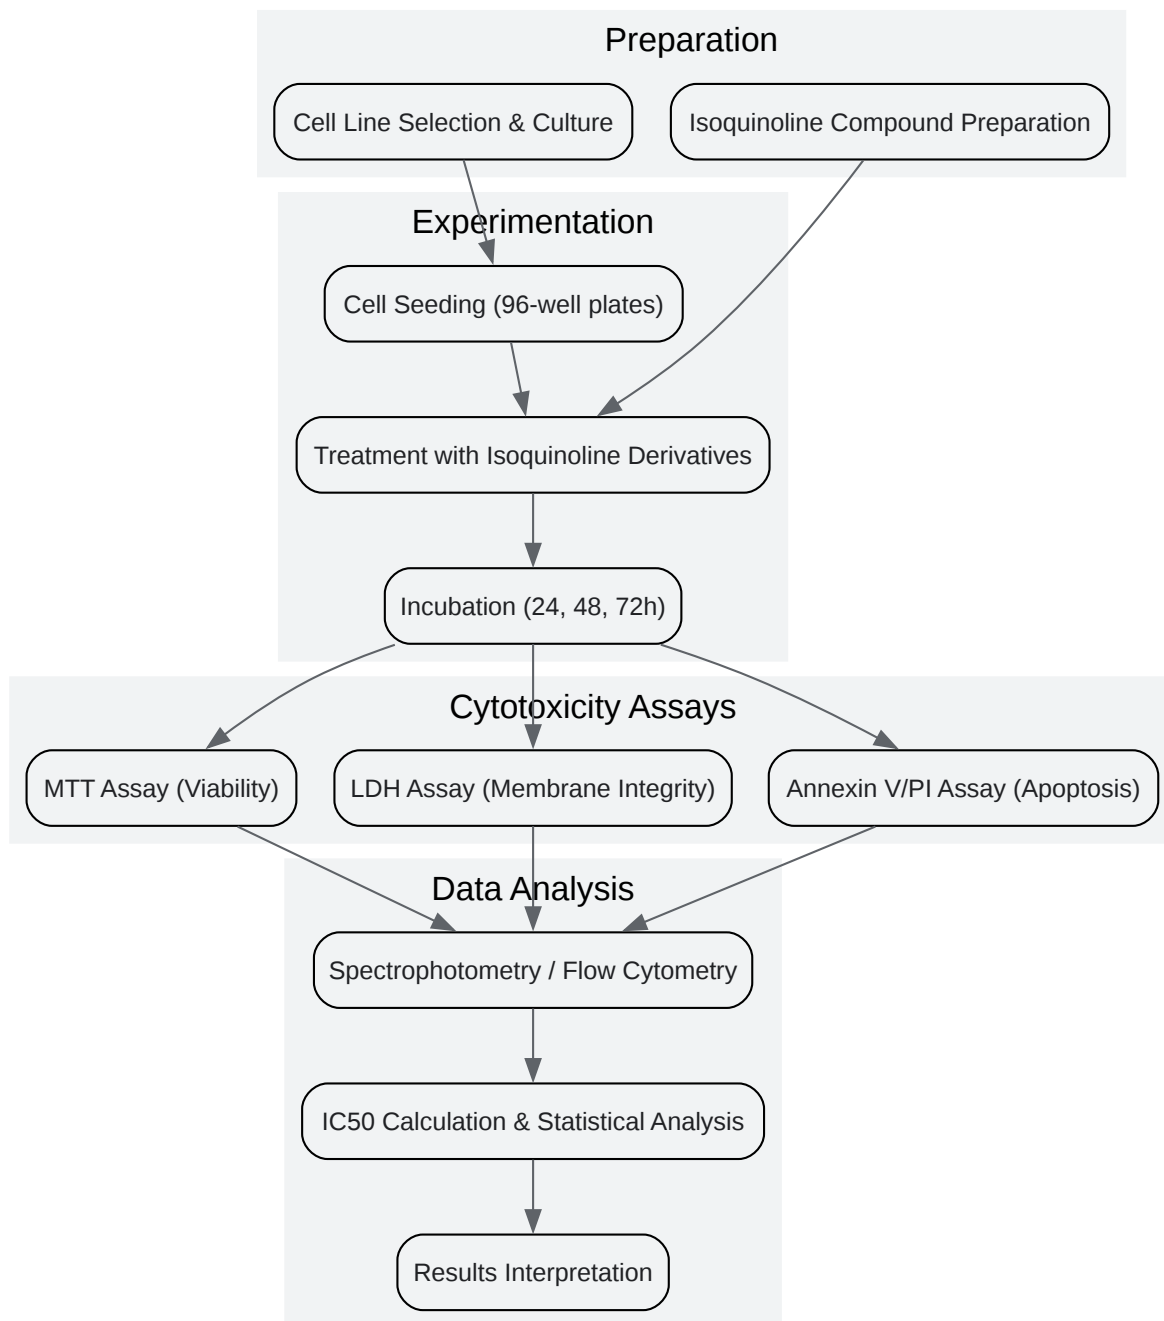 Preparation
Cell Line Selection & Culture
Isoquinoline Compound Preparation
Experimentation
Cell Seeding (96-well plates)
Treatment with Isoquinoline Derivatives
Incubation (24, 48, 72h)
Cytotoxicity Assays
MTT Assay (Viability)
LDH Assay (Membrane Integrity)
Annexin V/PI Assay (Apoptosis)
Data Analysis
Spectrophotometry / Flow Cytometry
IC50 Calculation & Statistical Analysis
Results Interpretation